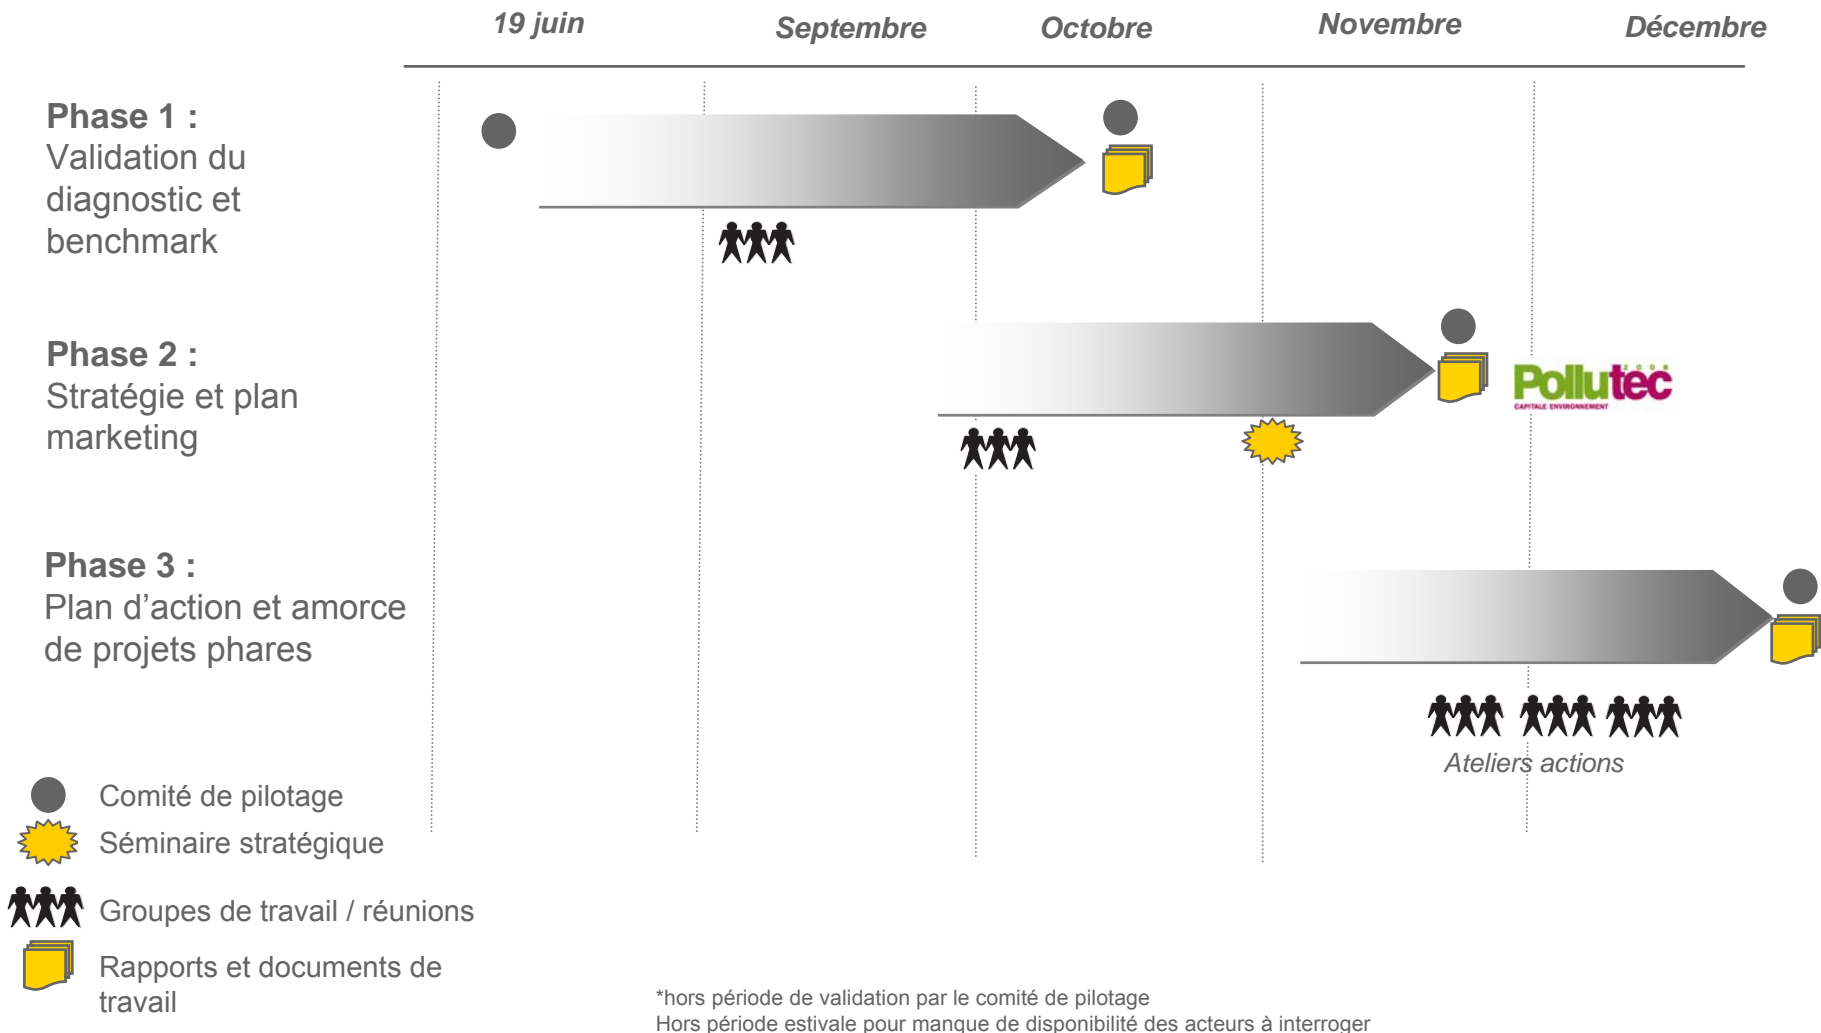 19 juin Septembre Octobre Novembre Décembre
Phase 1 :
Validation du
diagnostic et
benchmark
Phase 2 :
Stratégie et plan
marketing
2008
Pollutec
CAPITALE ENVIRONNEMENT
Phase 3 :
Plan d’action et amorce
de projets phares
Ateliers actions
Comité de pilotage
Séminaire stratégique
Groupes de travail / réunions
Rapports et documents de
travail
*hors période de validation par le comité de pilotage
Hors période estivale pour manque de disponibilité des acteurs à interroger